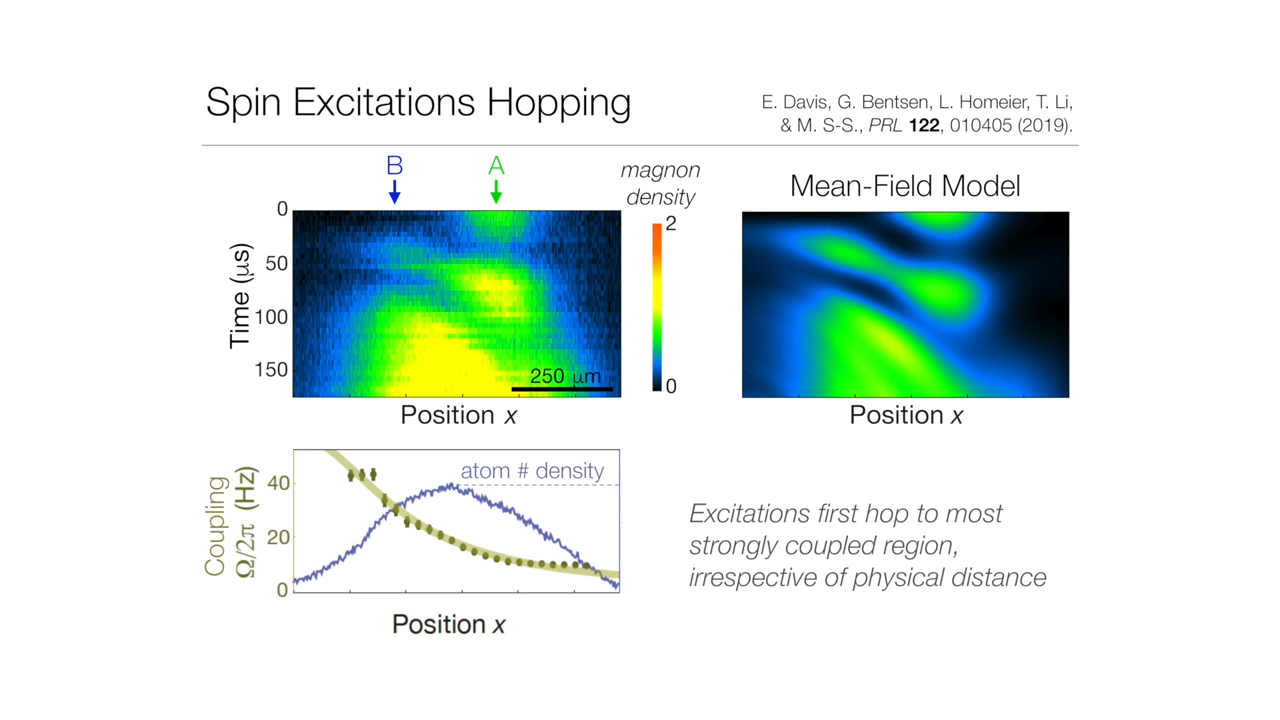 Spin Excitations Hopping
E. Davis, G. Bentsen, L. Homeier, T. Li,
& M. S-S., PRL 122, 010405 (2019).
B
A
magnon
density
2
0
0
50
100
150
Time (μs)
250 μm
Position x
Mean-Field Model
Position x
atom # density
Coupling
Ω/2π (Hz)
40
20
0
Position x
Excitations first hop to most
strongly coupled region,
irrespective of physical distance